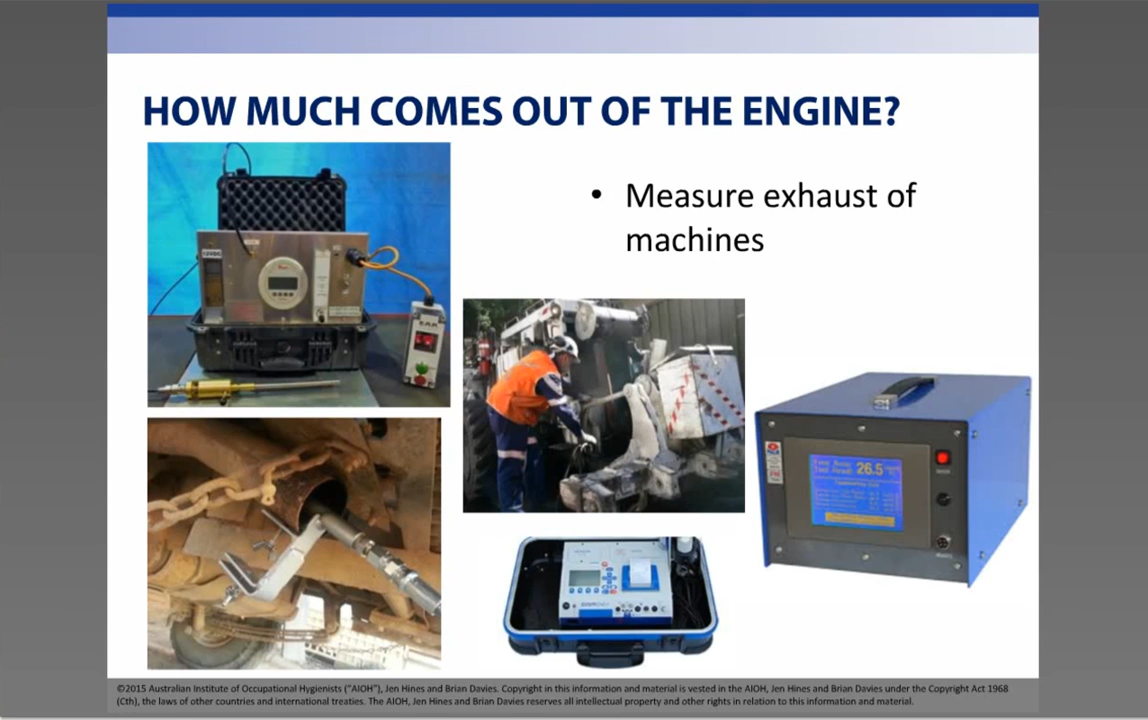 HOW MUCH COMES OUT OF THE ENGINE?
• Measure exhaust of
machines
12VDC
26.5
©2015 Australian Institute of Occupational Hygienists ("AIOH"), Jen Hines and Brian Davies. Copyright in this information and material is vested in the AIOH, Jen Hines and Brian Davies under the Copyright Act 1968
(Cth), the laws of other countries and international treaties. The AIOH, Jen Hines and Brian Davies reserves all intellectual property and other rights in relation to this information and material.